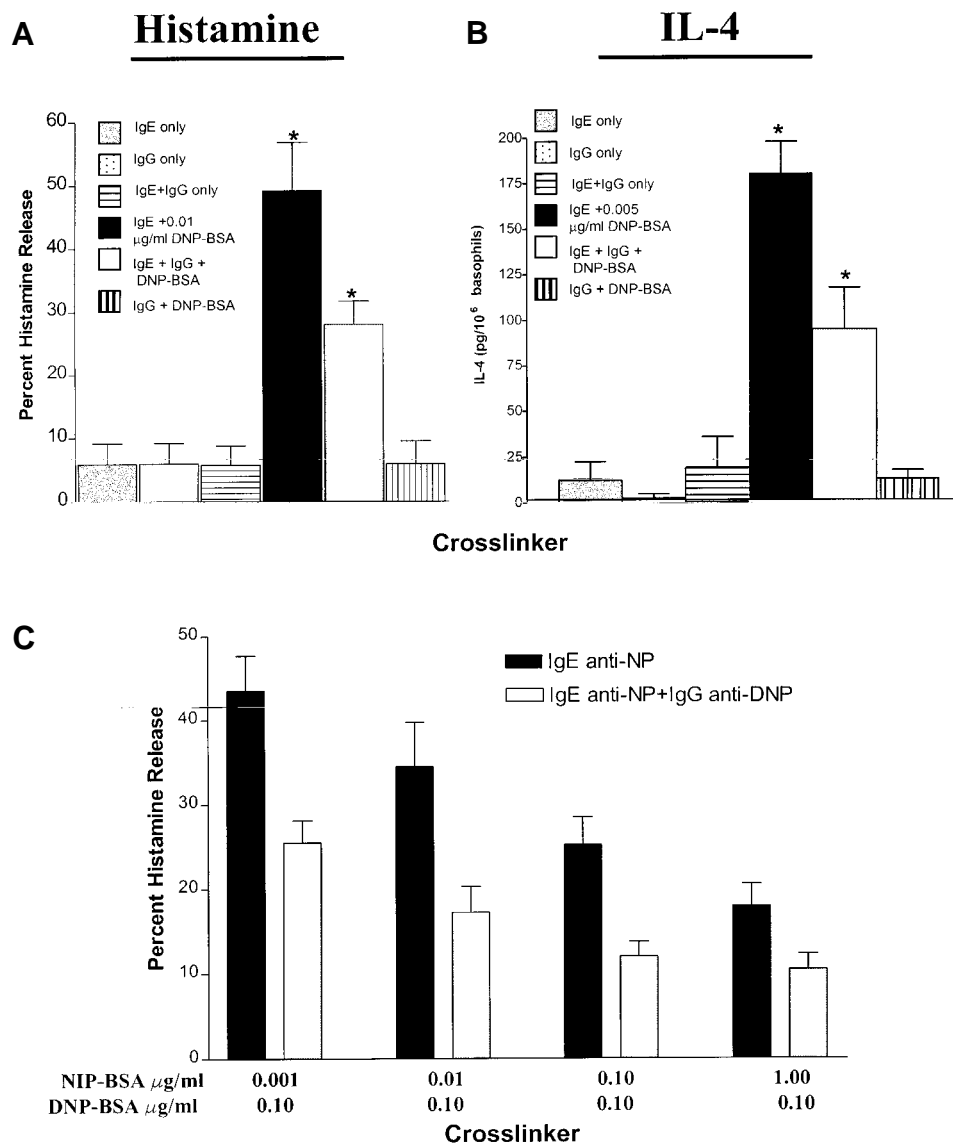 A
Histamine
B
IL-4
Percent Histamine Release
60
50
40
30
20
10
0
IgE only
IgG only
IgE+IgG only
IgE +0.01
µg/ml DNP-BSA
IgE + IgG +
DNP-BSA
IgG + DNP-BSA
*
*
IL-4 (pg/10⁶ basophils)
200
175
150
125
100
75
50
25
0
IgE only
IgG only
IgE+IgG only
IgE +0.005
µg/ml DNP-BSA
IgE + IgG +
DNP-BSA
IgG + DNP-BSA
*
*
Crosslinker
C
Percent Histamine Release
50
40
30
20
10
0
IgE anti-NP
IgE anti-NP+IgG anti-DNP
NIP-BSA µg/ml 0.001 0.01 0.10 1.00
DNP-BSA µg/ml 0.10 0.10 0.10 0.10
Crosslinker